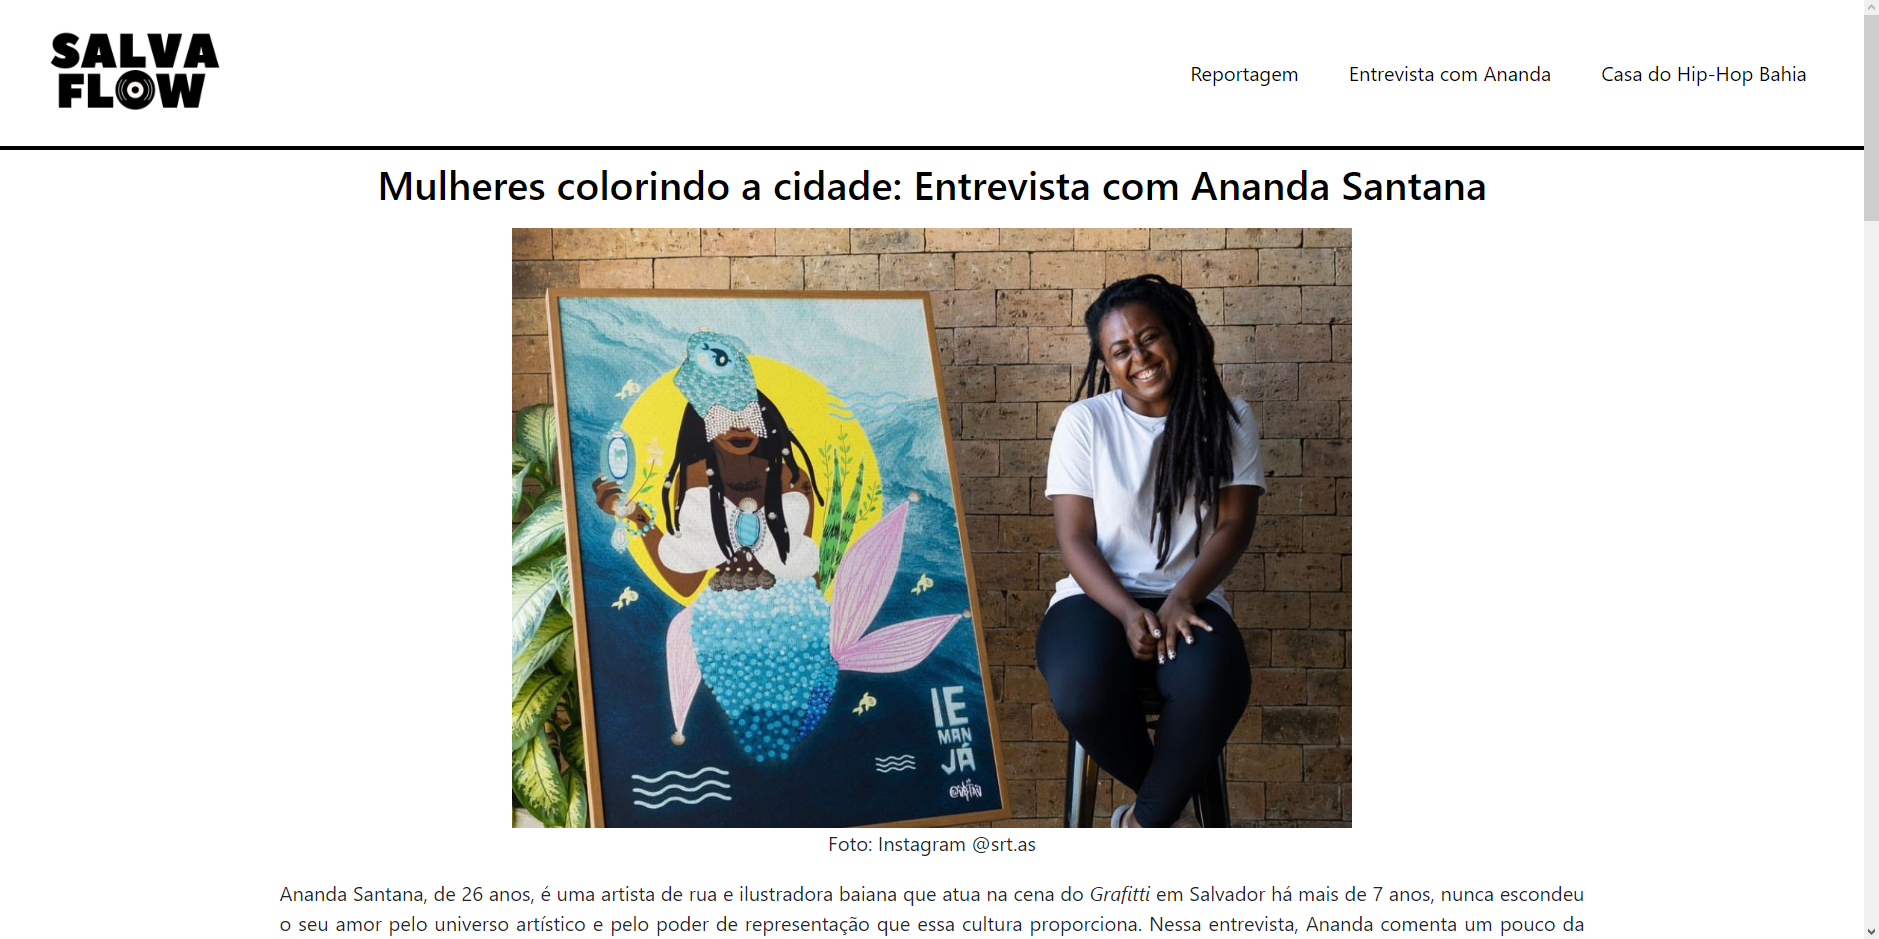 SALVA
FLOW
Reportagem
Entrevista com Ananda
Casa do Hip-Hop Bahia
Mulheres colorindo a cidade: Entrevista com Ananda Santana
IE
MAN
JÁ
Foto: Instagram @srt.as
Ananda Santana, de 26 anos, é uma artista de rua e ilustradora baiana que atua na cena do Grafitti em Salvador há mais de 7 anos, nunca escondeu
o seu amor pelo universo artístico e pelo poder de representação que essa cultura proporciona. Nessa entrevista, Ananda comenta um pouco da